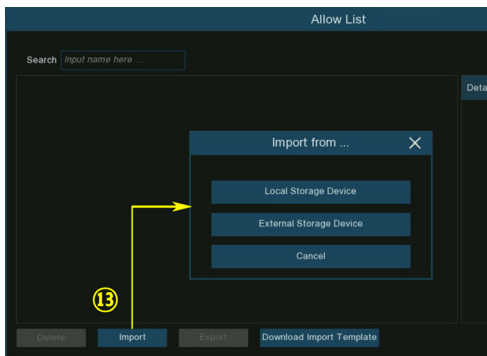 Allow List
Search Input name here ...
Deta
Import from ...
Local Storage Device
External Storage Device
Cancel
⑬
Delete Import Export Download Import Template